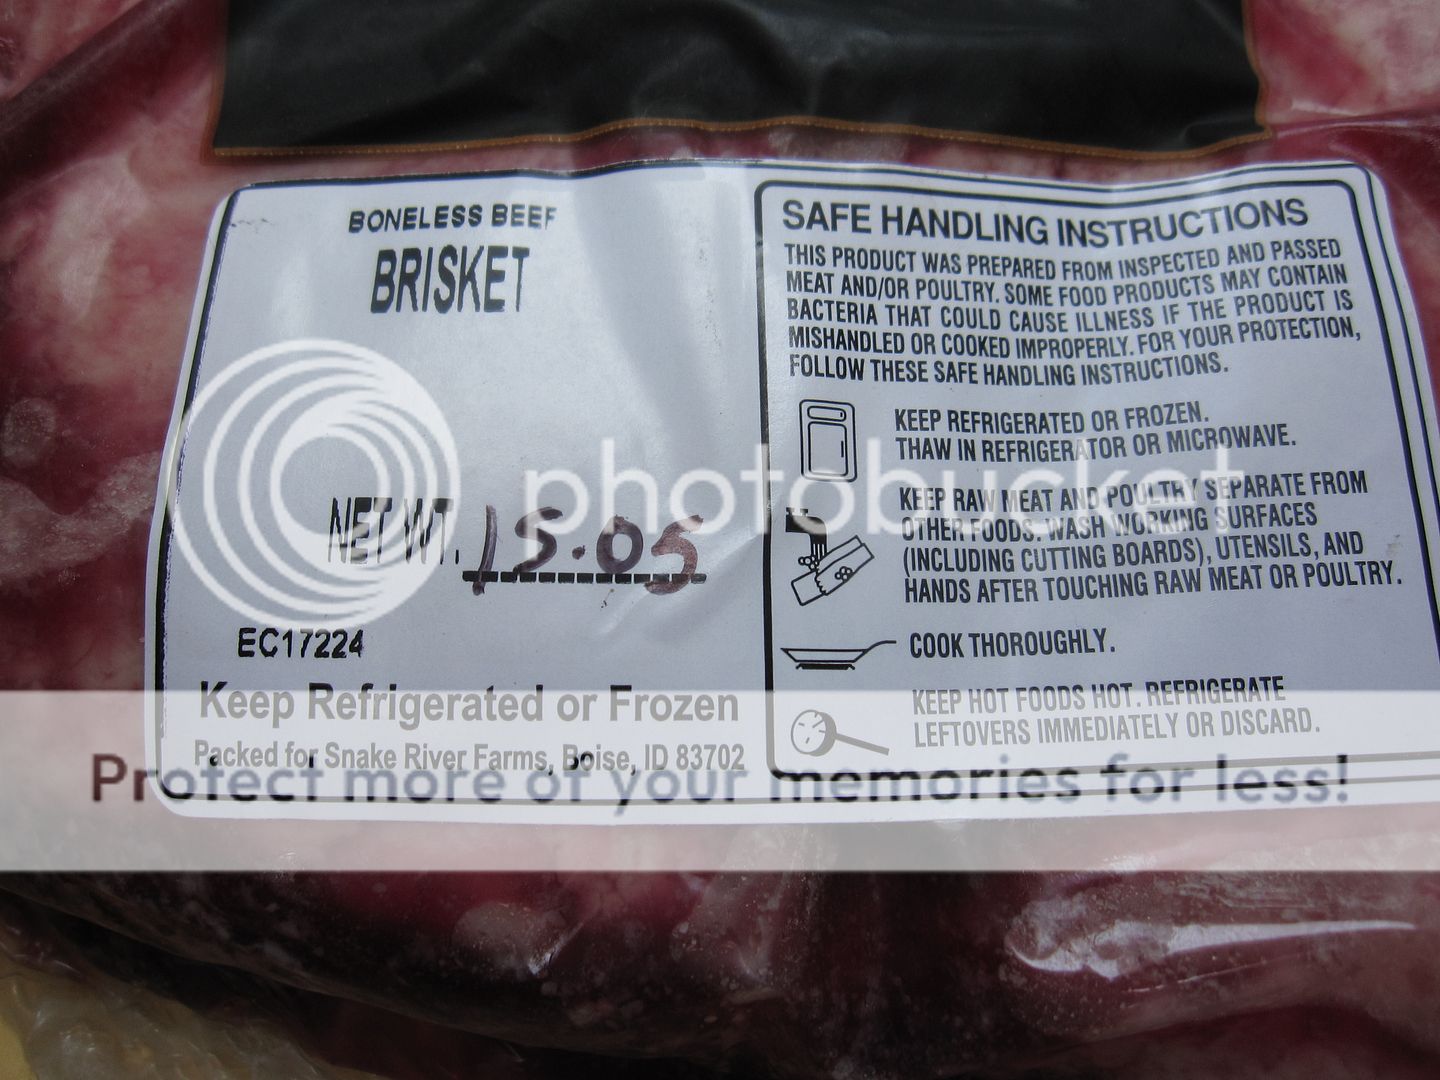 BONELESS BEEF
BRISKET
NET WT. 15.05
EC17224
Keep Refrigerated or Frozen
Packed for Snake River Farms, Boise, ID 83702
SAFE HANDLING INSTRUCTIONS
THIS PRODUCT WAS PREPARED FROM INSPECTED AND PASSED
MEAT AND/OR POULTRY. SOME FOOD PRODUCTS MAY CONTAIN
BACTERIA THAT COULD CAUSE ILLNESS IF THE PRODUCT IS
MISHANDLED OR COOKED IMPROPERLY. FOR YOUR PROTECTION,
FOLLOW THESE SAFE HANDLING INSTRUCTIONS.
KEEP REFRIGERATED OR FROZEN.
THAW IN REFRIGERATOR OR MICROWAVE.
KEEP RAW MEAT AND POULTRY SEPARATE FROM
OTHER FOODS. WASH WORKING SURFACES
(INCLUDING CUTTING BOARDS), UTENSILS, AND
HANDS AFTER TOUCHING RAW MEAT OR POULTRY.
COOK THOROUGHLY.
KEEP HOT FOODS HOT. REFRIGERATE
LEFTOVERS IMMEDIATELY OR DISCARD.
photobucket
Protect more of your memories for less!